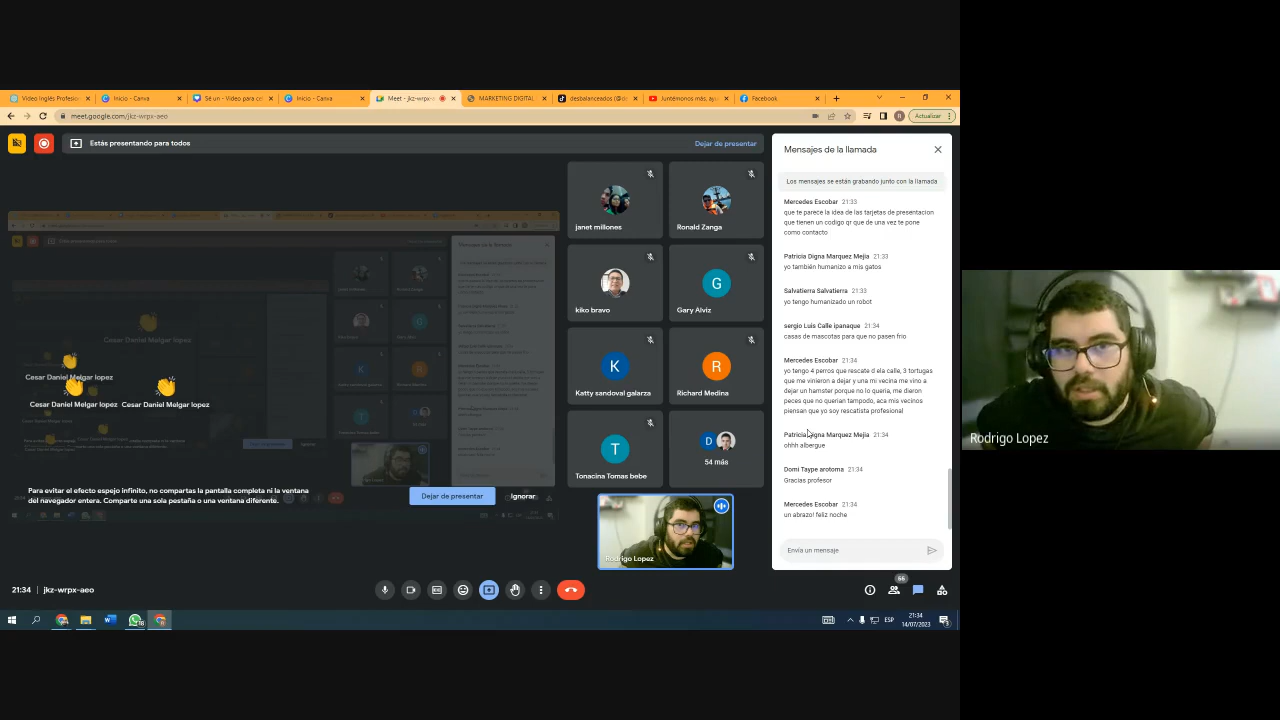 Video Inglés Profesion
Inicio - Canva
Sé un - Video para ce
Inicio - Canva
Meet - jkz-wrpx-a
MARKETING DIGITAL
desbalanceados (@de
Juntémonos más, aju
Facebook
meet.google.com/jkz-wrpx-aeo
Actualizar
Estás presentando para todos
Dejar de presentar
Cesar Daniel Melgar lopez
Cesar Daniel Melgar lopez
Cesar Daniel Melgar lopez
Cesar Daniel Melgar lopez
Para evitar el efecto espejo infinito, no compartas la pantalla completa ni la ventana
del navegador entera. Comparte una sola pestaña o una ventana diferente.
Dejar de presentar
Ignorar
janet millones
Ronald Zanga
kiko bravo
G
Gary Alviz
K
Katty sandoval galarza
R
Richard Medina
T
Tonacina Tomas bebe
D
54 más
Rodrigo Lopez
Mensajes de la llamada
Los mensajes se están grabando junto con la llamada
Mercedes Escobar 21:33
que te parece la idea de las tarjetas de presentacion
que tienen un codigo qr que de una vez te pone
como contacto
Patricia Digna Marquez Mejia 21:33
yo también humanizo a mis gatos
Salvatierra Salvatierra 21:33
yo tengo humanizado un robot
sergio Luis Calle ipanaque 21:34
casas de mascotas para que no pasen frio
Mercedes Escobar 21:34
yo tengo 4 perros que rescate d ela calle, 3 tortugas
que me vinieron a dejar y una mi vecina me vino a
dejar un hamster porque no lo queria, me dieron
peces que no querian tampodo, aca mis vecinos
piensan que yo soy rescatista profesional
Patricia Digna Marquez Mejia 21:34
ohhh albergue
Domi Taype arotoma 21:34
Gracias profesor
Mercedes Escobar 21:34
un abrazo! feliz noche
Envía un mensaje
21:34
jkz-wrpx-aeo
ESP
21:34
14/07/2023
Rodrigo Lopez